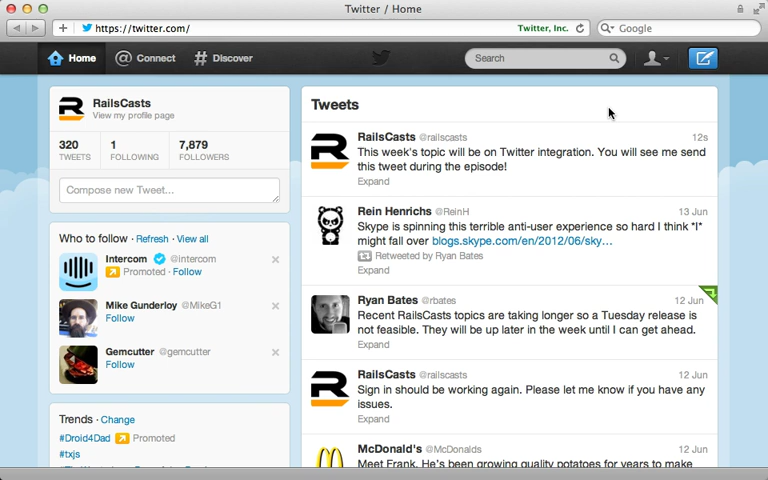 Twitter / Home
https://twitter.com/
Twitter, Inc.
Google
Home
Connect
Discover
Search
RailsCasts
View my profile page
320
TWEETS
1
FOLLOWING
7,879
FOLLOWERS
Compose new Tweet...
Who to follow · Refresh · View all
Intercom @intercom
Promoted · Follow
Mike Gunderloy @MikeG1
Follow
Gemcutter @gemcutter
Follow
Trends · Change
#Droid4Dad Promoted
#txjs
Tweets
RailsCasts @railscasts 12s
This week's topic will be on Twitter integration. You will see me send
this tweet during the episode!
Expand
Rein Henrichs @ReinH 13 Jun
Skype is spinning this terrible anti-user experience so hard I think *I*
might fall over blogs.skype.com/en/2012/06/sky...
Retweeted by Ryan Bates
Expand
Ryan Bates @rbates 12 Jun
Recent RailsCasts topics are taking longer so a Tuesday release is
not feasible. They will be up later in the week until I can get ahead.
Expand
RailsCasts @railscasts 12 Jun
Sign in should be working again. Please let me know if you have any
issues.
Expand
McDonald's @McDonalds 12 Jun
Meet Frank. He's been growing quality potatoes for years to make